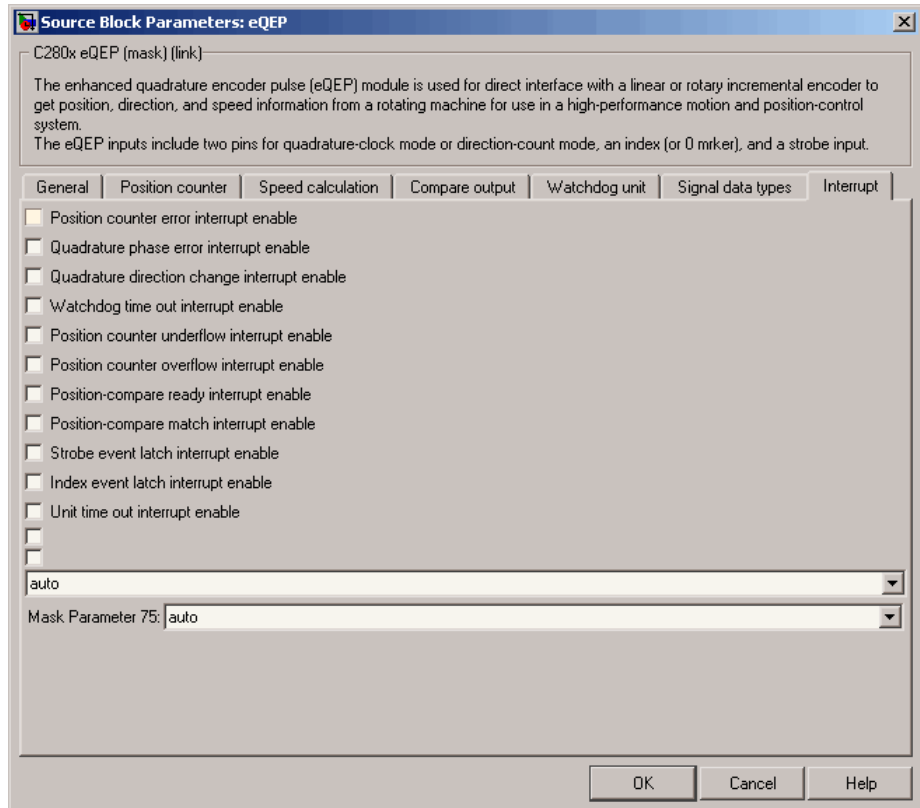 Source Block Parameters: eQEP
C280x eQEP (mask) (link)
The enhanced quadrature encoder pulse (eQEP) module is used for direct interface with a linear or rotary incremental encoder to
get position, direction, and speed information from a rotating machine for use in a high-performance motion and position-control
system.
The eQEP inputs include two pins for quadrature-clock mode or direction-count mode, an index (or 0 mrker), and a strobe input.
General Position counter Speed calculation Compare output Watchdog unit Signal data types Interrupt
Position counter error interrupt enable
Quadrature phase error interrupt enable
Quadrature direction change interrupt enable
Watchdog time out interrupt enable
Position counter underflow interrupt enable
Position counter overflow interrupt enable
Position-compare ready interrupt enable
Position-compare match interrupt enable
Strobe event latch interrupt enable
Index event latch interrupt enable
Unit time out interrupt enable
auto
Mask Parameter 75: auto
OK Cancel Help